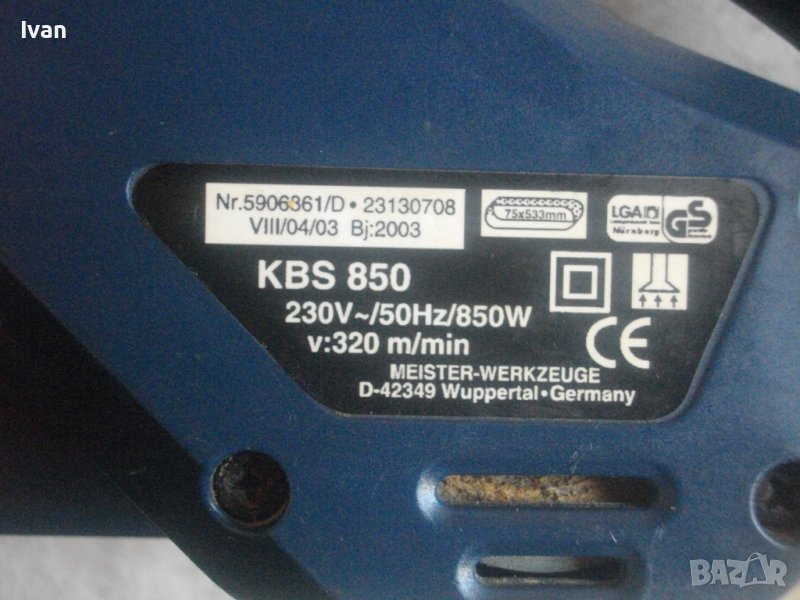 Ivan
Nr.5906361/D • 23130708
VIII/04/03 Bj:2003
75x533mm
LGA
Nürnberg
GS
KBS 850
230V~/50Hz/850W
v:320 m/min
CE
MEISTER-WERKZEUGE
D-42349 Wuppertal•Germany
BAZAR